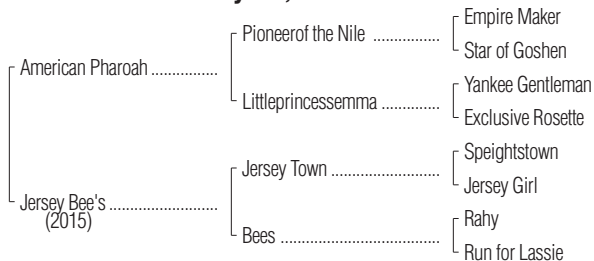 Empire Maker
Pioneerof the Nile ................
Star of Goshen
American Pharoah ................
Yankee Gentleman
Littleprincessemma ..............
Exclusive Rosette
Speightstown
Jersey Town ..........................
Jersey Girl
Jersey Bee's ..........................
(2015)
Rahy
Bees ......................................
Run for Lassie